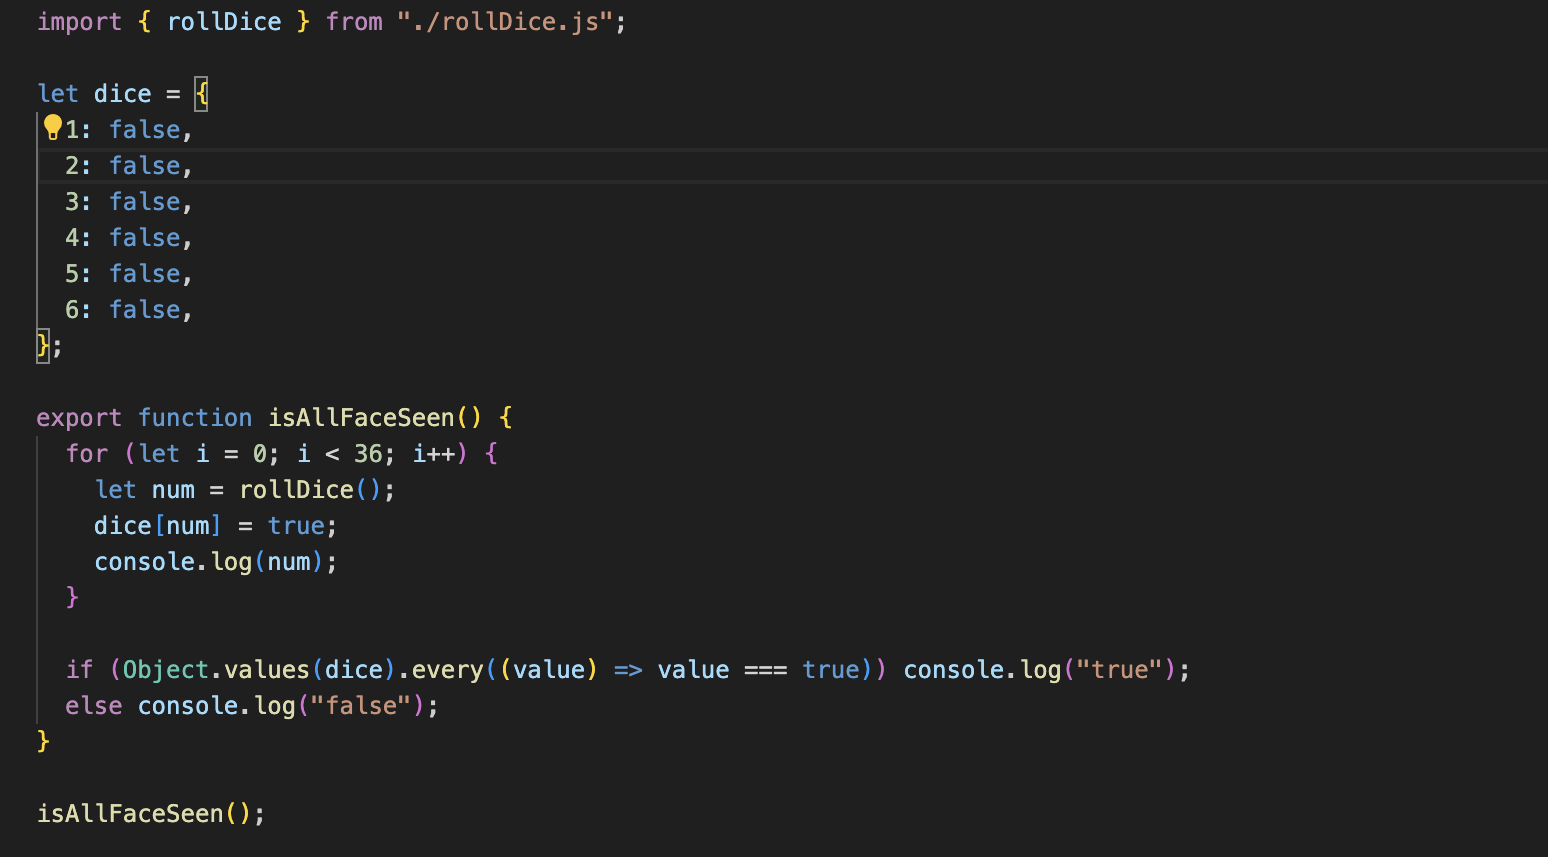 import { rollDice } from "./rollDice.js";
let dice = {
1: false,
2: false,
3: false,
4: false,
5: false,
6: false,
};
export function isAllFaceSeen() {
for (let i = 0; i < 36; i++) {
let num = rollDice();
dice[num] = true;
console.log(num);
}
if (Object.values(dice).every((value) => value === true)) console.log("true");
else console.log("false");
}
isAllFaceSeen();